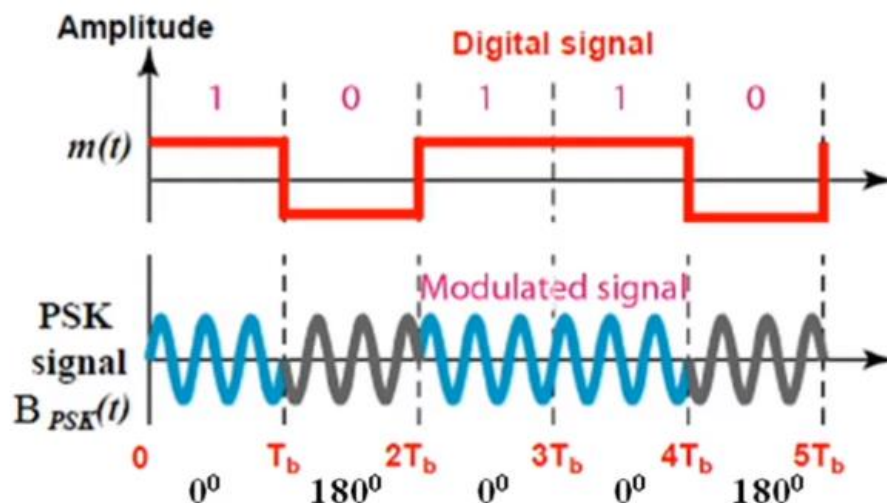 Amplitude
Digital signal
1 0 1 1 0
m(t)
Modulated signal
PSK
signal
B PSK(t)
0 Tb 2Tb 3Tb 4Tb 5Tb
0⁰ 180⁰ 0⁰ 0⁰ 180⁰